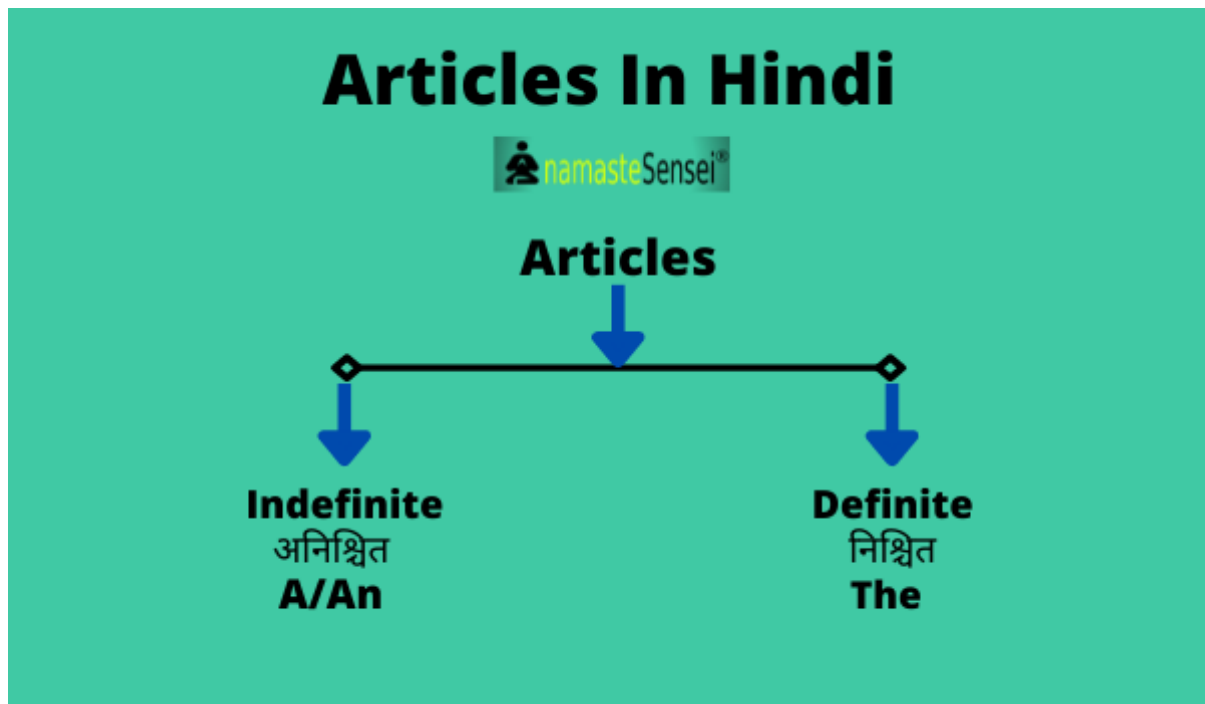 Articles In Hindi
namasteSensei®
Articles
Indefinite
अनिश्चित
A/An
Definite
निश्चित
The